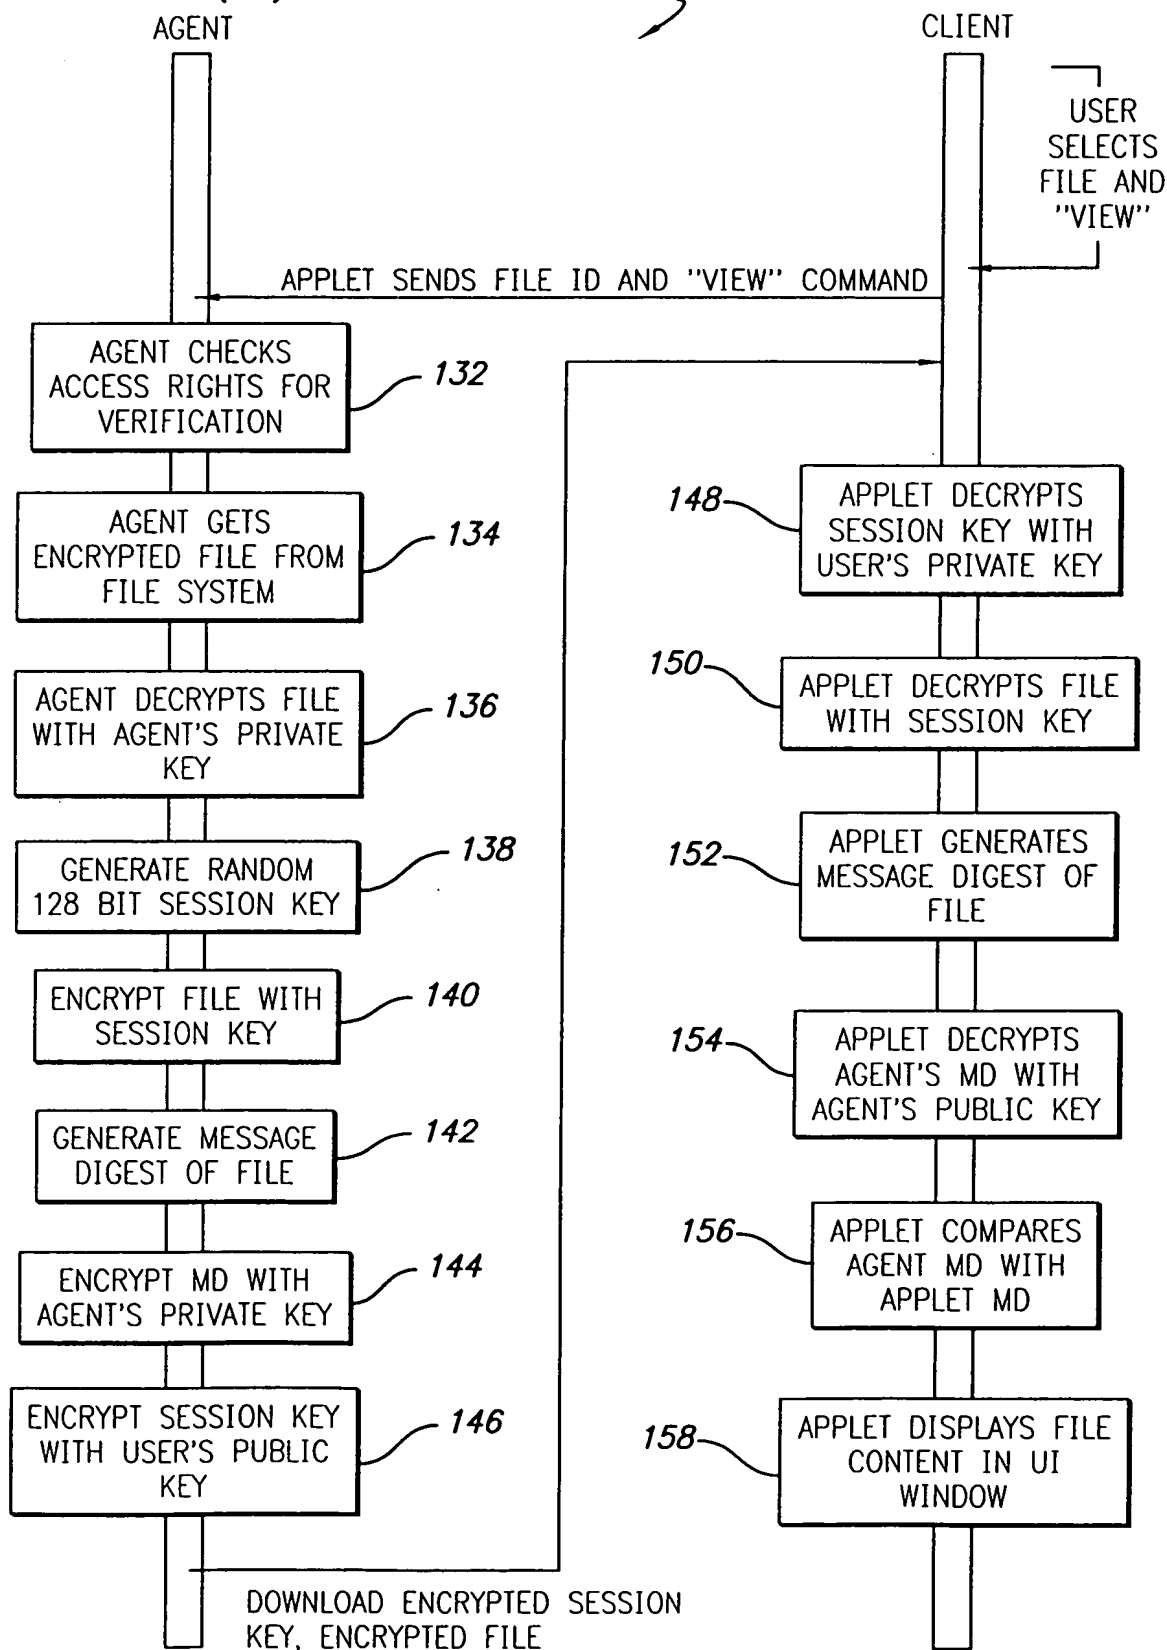 AGENT
CLIENT
USER
SELECTS
FILE AND
"VIEW"
APPLET SENDS FILE ID AND "VIEW" COMMAND
AGENT CHECKS
ACCESS RIGHTS FOR
VERIFICATION
132
AGENT GETS
ENCRYPTED FILE FROM
FILE SYSTEM
134
AGENT DECRYPTS FILE
WITH AGENT'S PRIVATE
KEY
136
GENERATE RANDOM
128 BIT SESSION KEY
138
ENCRYPT FILE WITH
SESSION KEY
140
GENERATE MESSAGE
DIGEST OF FILE
142
ENCRYPT MD WITH
AGENT'S PRIVATE KEY
144
ENCRYPT SESSION KEY
WITH USER'S PUBLIC
KEY
146
DOWNLOAD ENCRYPTED SESSION
KEY, ENCRYPTED FILE
148
APPLET DECRYPTS
SESSION KEY WITH
USER'S PRIVATE KEY
150
APPLET DECRYPTS FILE
WITH SESSION KEY
152
APPLET GENERATES
MESSAGE DIGEST OF
FILE
154
APPLET DECRYPTS
AGENT'S MD WITH
AGENT'S PUBLIC KEY
156
APPLET COMPARES
AGENT MD WITH
APPLET MD
158
APPLET DISPLAYS FILE
CONTENT IN UI
WINDOW